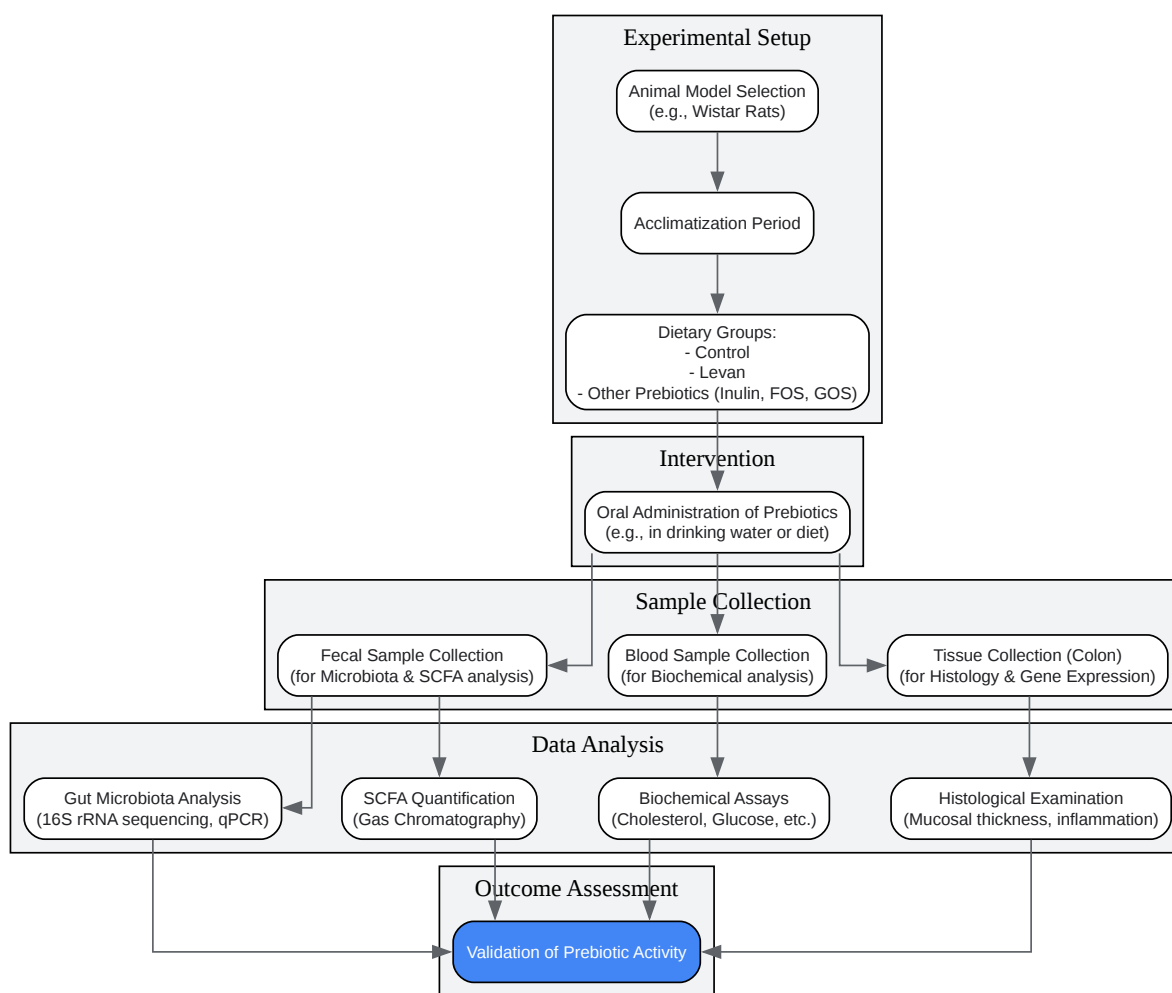 Experimental Setup
Animal Model Selection
(e.g., Wistar Rats)
Acclimatization Period
Dietary Groups:
- Control
- Levan
- Other Prebiotics (Inulin, FOS, GOS)
Intervention
Oral Administration of Prebiotics
(e.g., in drinking water or diet)
Sample Collection
Fecal Sample Collection
(for Microbiota & SCFA analysis)
Blood Sample Collection
(for Biochemical analysis)
Tissue Collection (Colon)
(for Histology & Gene Expression)
Data Analysis
Gut Microbiota Analysis
(16S rRNA sequencing, qPCR)
SCFA Quantification
(Gas Chromatography)
Biochemical Assays
(Cholesterol, Glucose, etc.)
Histological Examination
(Mucosal thickness, inflammation)
Outcome Assessment
Validation of Prebiotic Activity